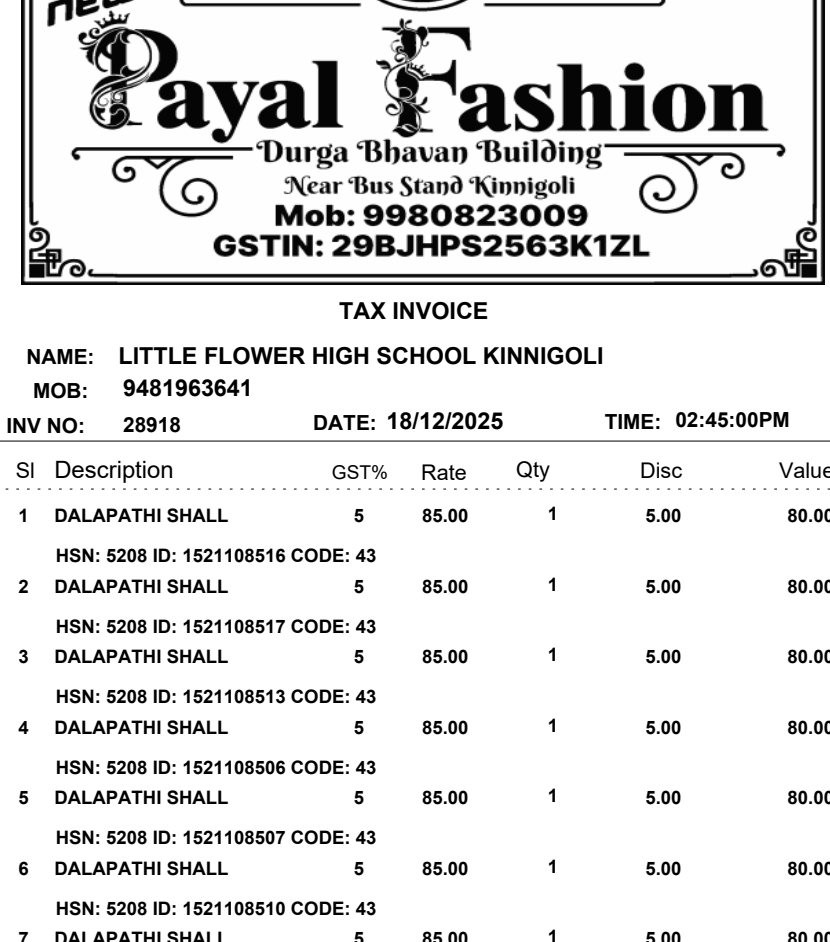 new
Payal Fashion
Durga Bhavan Building
Near Bus Stand Kinnigoli
Mob: 9980823009
GSTIN: 29BJHPS2563K1ZL
TAX INVOICE
NAME: LITTLE FLOWER HIGH SCHOOL KINNIGOLI
MOB: 9481963641
INV NO: 28918 DATE: 18/12/2025 TIME: 02:45:00PM
Sl Description GST% Rate Qty Disc Value
1 DALAPATHI SHALL 5 85.00 1 5.00 80.00
HSN: 5208 ID: 1521108516 CODE: 43
2 DALAPATHI SHALL 5 85.00 1 5.00 80.00
HSN: 5208 ID: 1521108517 CODE: 43
3 DALAPATHI SHALL 5 85.00 1 5.00 80.00
HSN: 5208 ID: 1521108513 CODE: 43
4 DALAPATHI SHALL 5 85.00 1 5.00 80.00
HSN: 5208 ID: 1521108506 CODE: 43
5 DALAPATHI SHALL 5 85.00 1 5.00 80.00
HSN: 5208 ID: 1521108507 CODE: 43
6 DALAPATHI SHALL 5 85.00 1 5.00 80.00
HSN: 5208 ID: 1521108510 CODE: 43
7 DALAPATHI SHALL 5 85.00 1 5.00 80.00